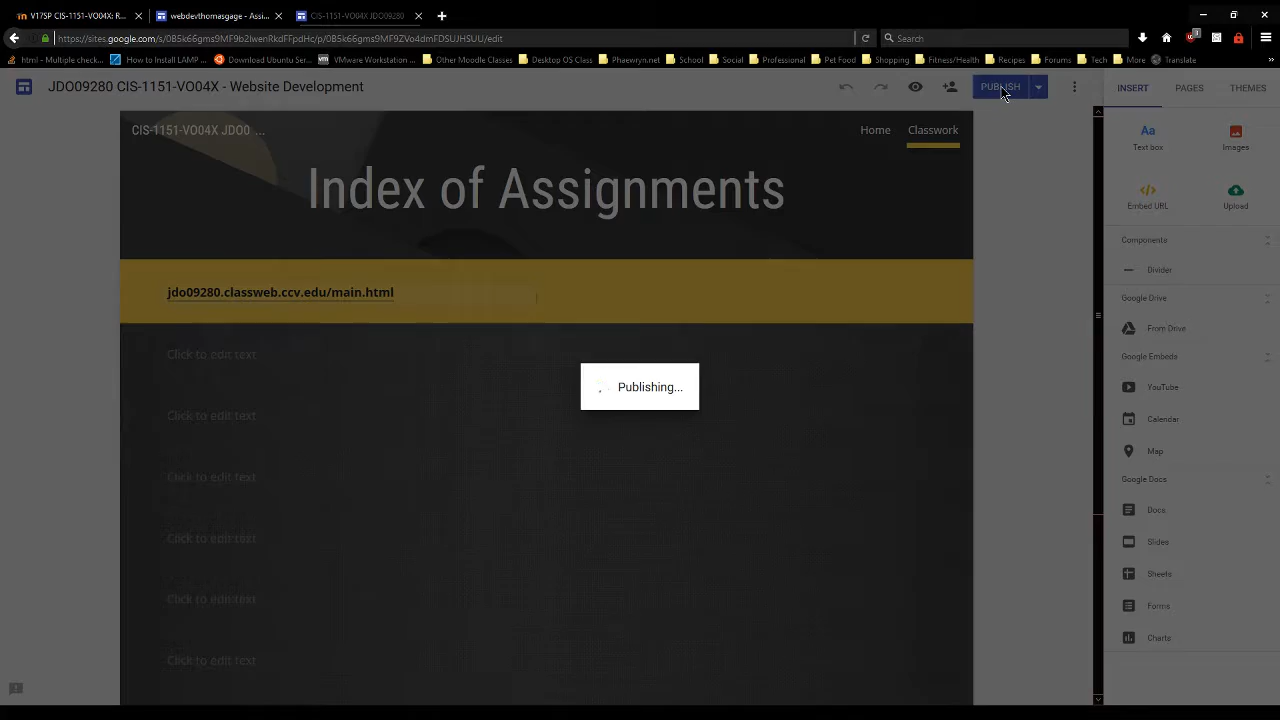 V17SP CIS-1151-VO04X: R...
webdevthomasgage - Assi...
CIS-1151-VO04X JDO09280
https://sites.google.com/s/0B5k66gms9MF9b2lwenRkdFFpdHc/p/0B5k66gms9MF9ZVo4dmFDSUJHSUU/edit
Search
html - Multiple check...
How to Install LAMP ...
Download Ubuntu Ser...
VMware Workstation ...
Other Moodle Classes
Desktop OS Class
Phaewryn.net
School
Social
Professional
Pet Food
Shopping
Fitness/Health
Recipes
Forums
Tech
More
Translate
JDO09280 CIS-1151-VO04X - Website Development
PUBLISH
INSERT
PAGES
THEMES
CIS-1151-VO04X JDO0 ...
Home
Classwork
Index of Assignments
jdo09280.classweb.ccv.edu/main.html
Click to edit text
Click to edit text
Click to edit text
Click to edit text
Click to edit text
Click to edit text
Publishing...
Text box
Images
Embed URL
Upload
Components
Divider
Google Drive
From Drive
Google Embeds
YouTube
Calendar
Map
Google Docs
Docs
Slides
Sheets
Forms
Charts